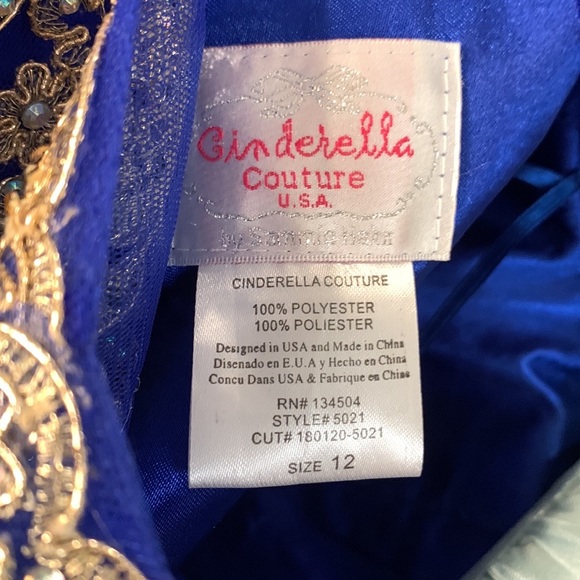 Cinderella
Couture
U.S.A.
by
CINDERELLA COUTURE
100% POLYESTER
100% POLIESTER
Designed in USA and Made in China
Disenado en E.U.A y Hecho en China
Concu Dans USA & Fabrique en Chine
RN# 134504
STYLE# 5021
CUT# 180120-5021
SIZE 12